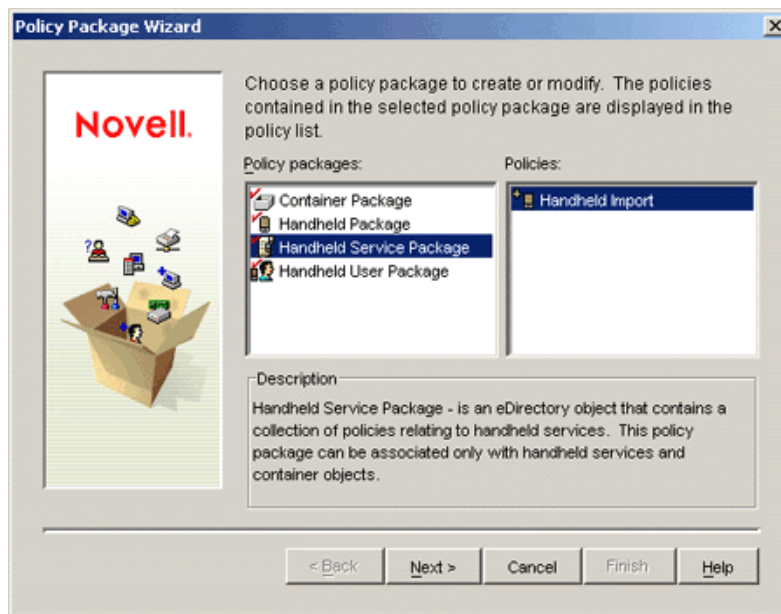 Policy Package Wizard
Novell.
Choose a policy package to create or modify. The policies
contained in the selected policy package are displayed in the
policy list.
Policy packages:
Container Package
Handheld Package
Handheld Service Package
Handheld User Package
Policies:
Handheld Import
Description
Handheld Service Package - is an eDirectory object that contains a
collection of policies relating to handheld services. This policy
package can be associated only with handheld services and
container objects.
< Back
Next >
Cancel
Finish
Help